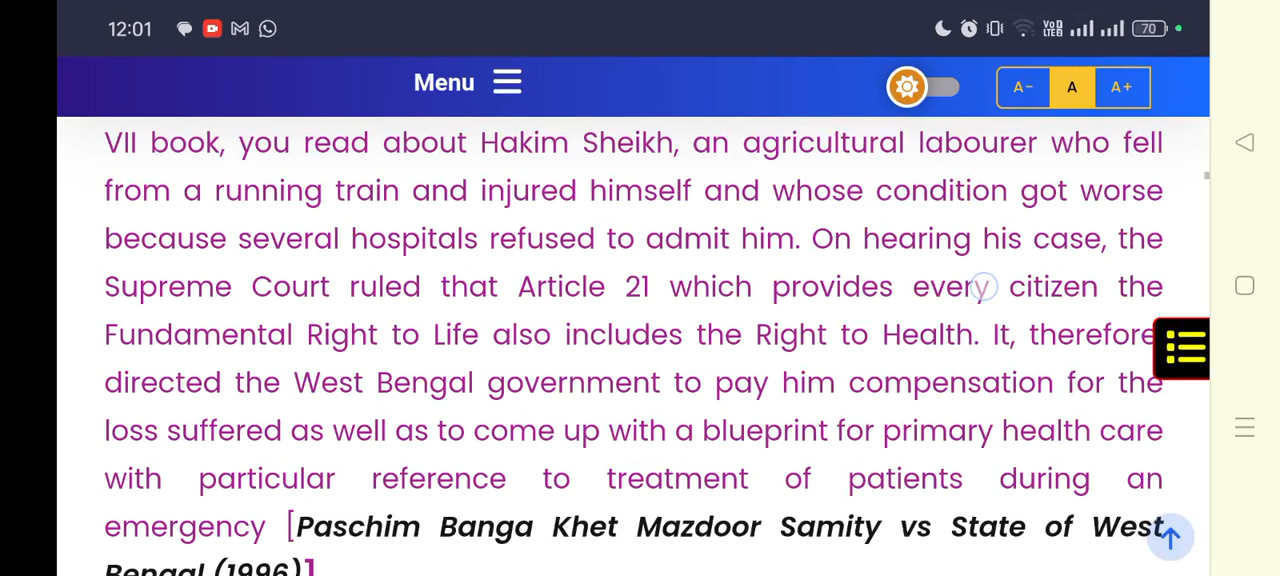 12:01 VoD LTE2 70
Menu A- A A+
VII book, you read about Hakim Sheikh, an agricultural labourer who fell
from a running train and injured himself and whose condition got worse
because several hospitals refused to admit him. On hearing his case, the
Supreme Court ruled that Article 21 which provides every citizen the
Fundamental Right to Life also includes the Right to Health. It, therefore
directed the West Bengal government to pay him compensation for the
loss suffered as well as to come up with a blueprint for primary health care
with particular reference to treatment of patients during an
emergency [Paschim Banga Khet Mazdoor Samity vs State of West
Bengal (1996)]